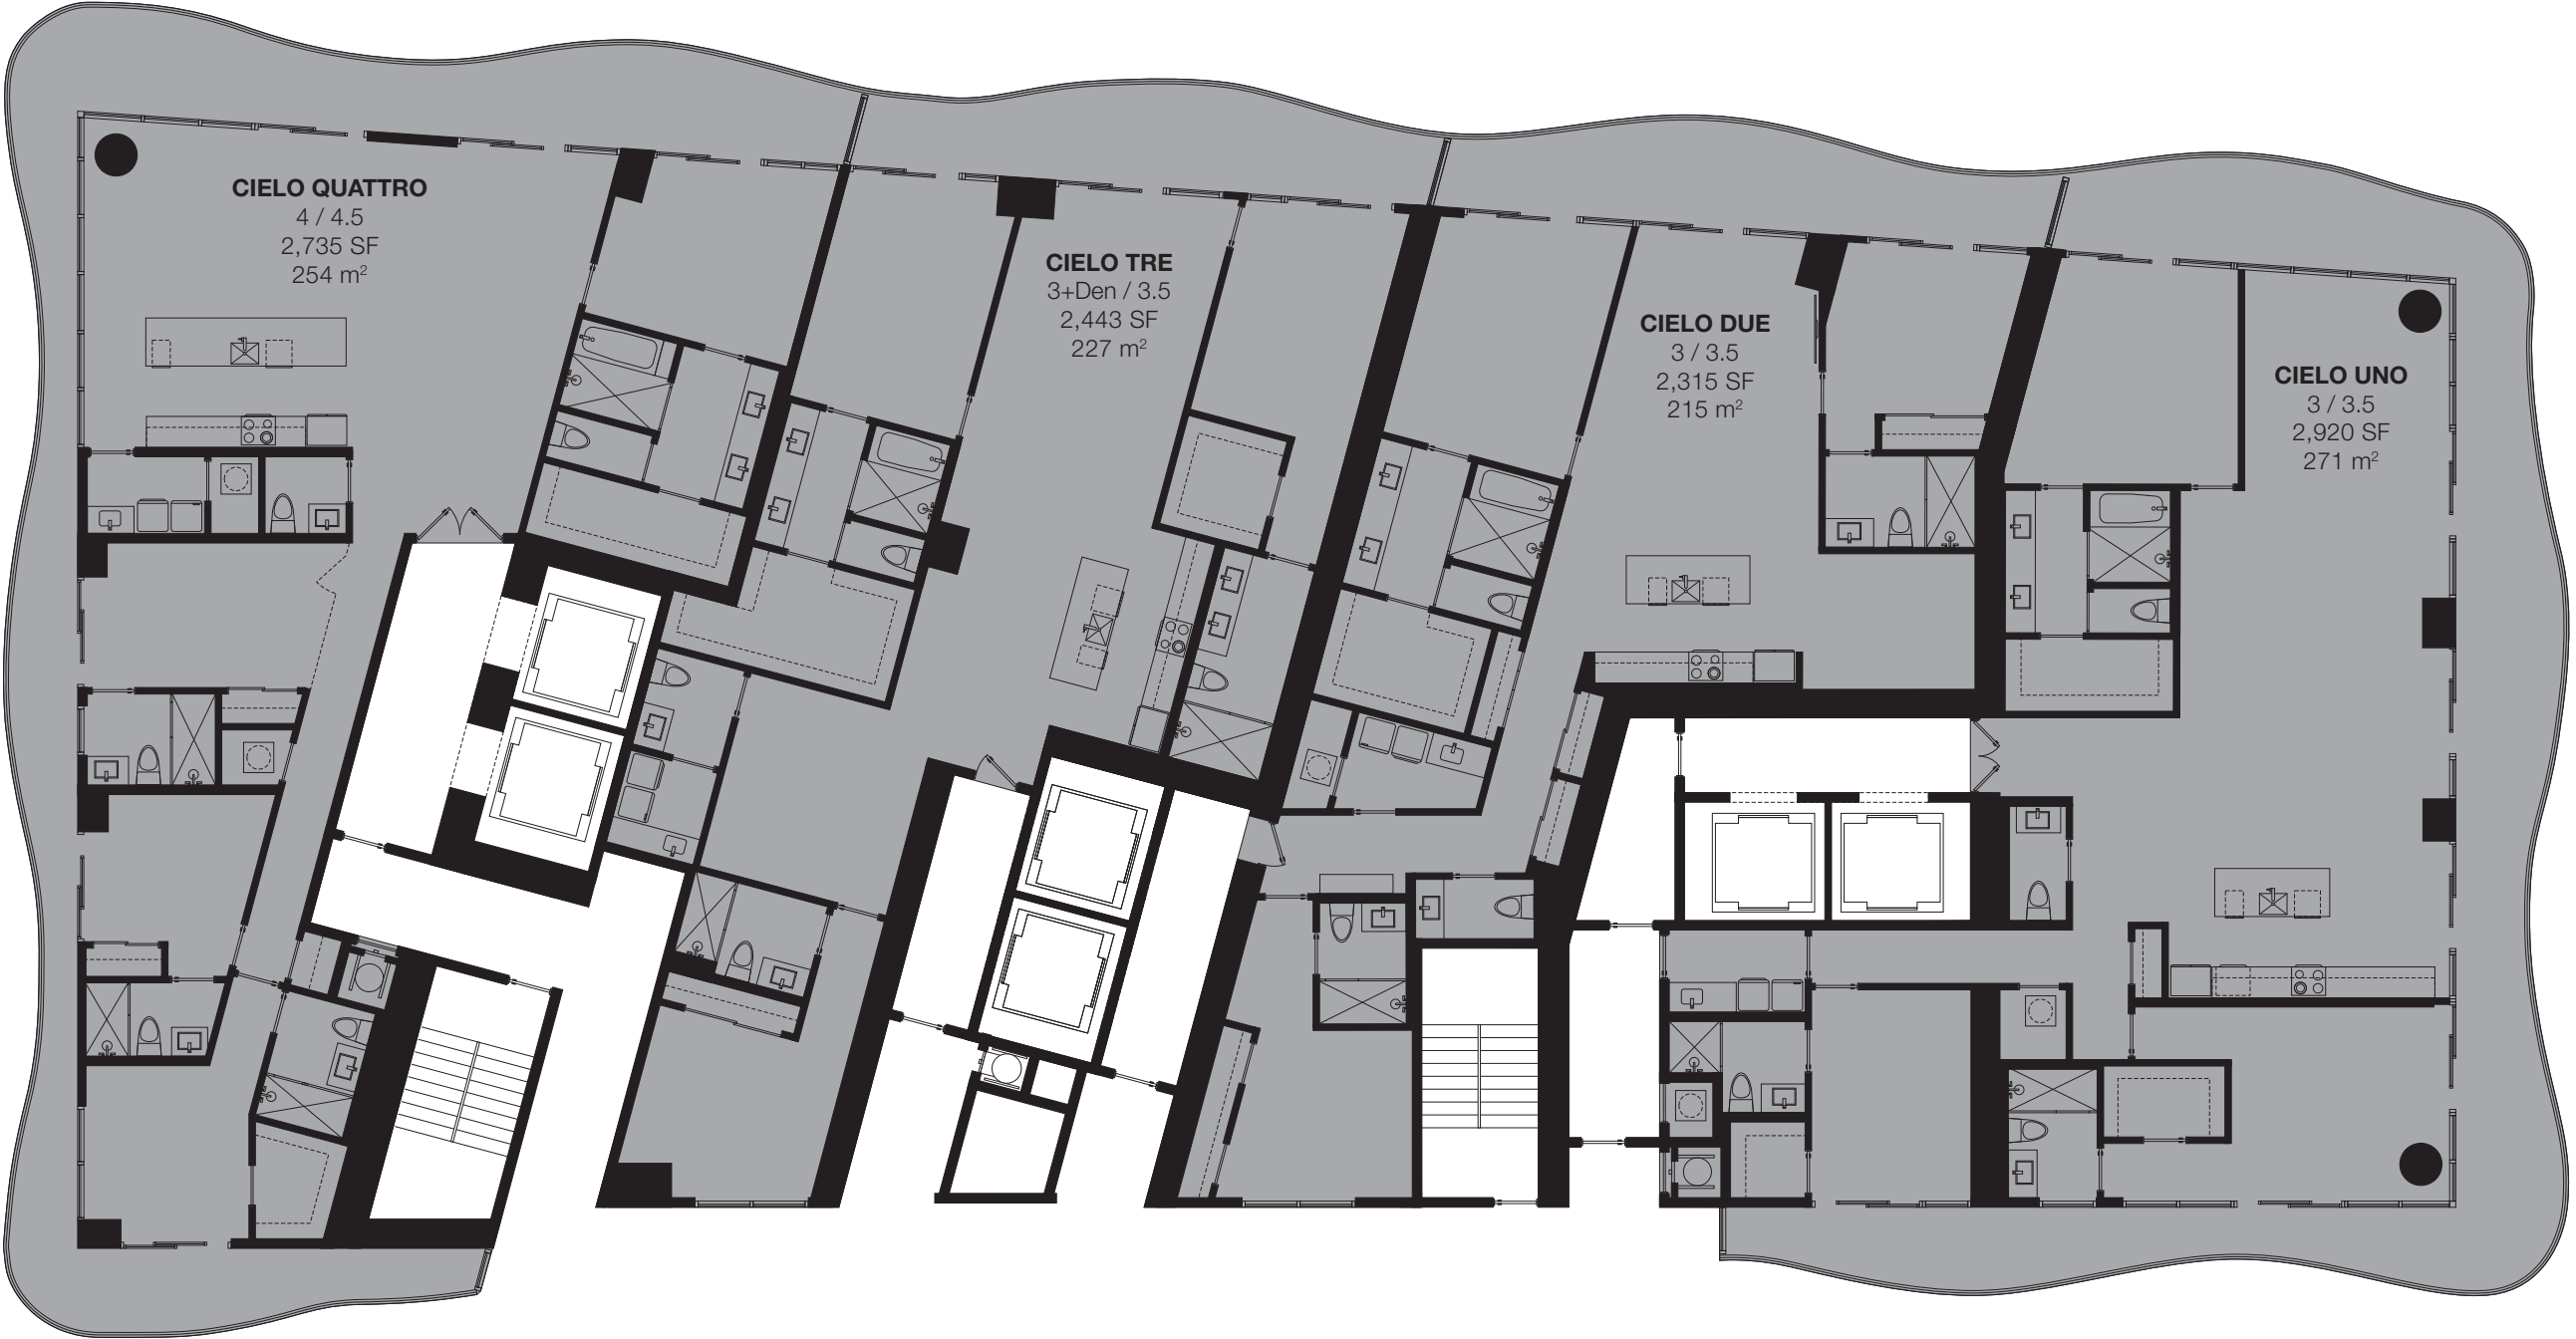 CIELO QUATTRO
4 / 4.5
2,735 SF
254 m²
CIELO TRE
3+Den / 3.5
2,443 SF
227 m²
CIELO DUE
3 / 3.5
2,315 SF
215 m²
CIELO UNO
3 / 3.5
2,920 SF
271 m²